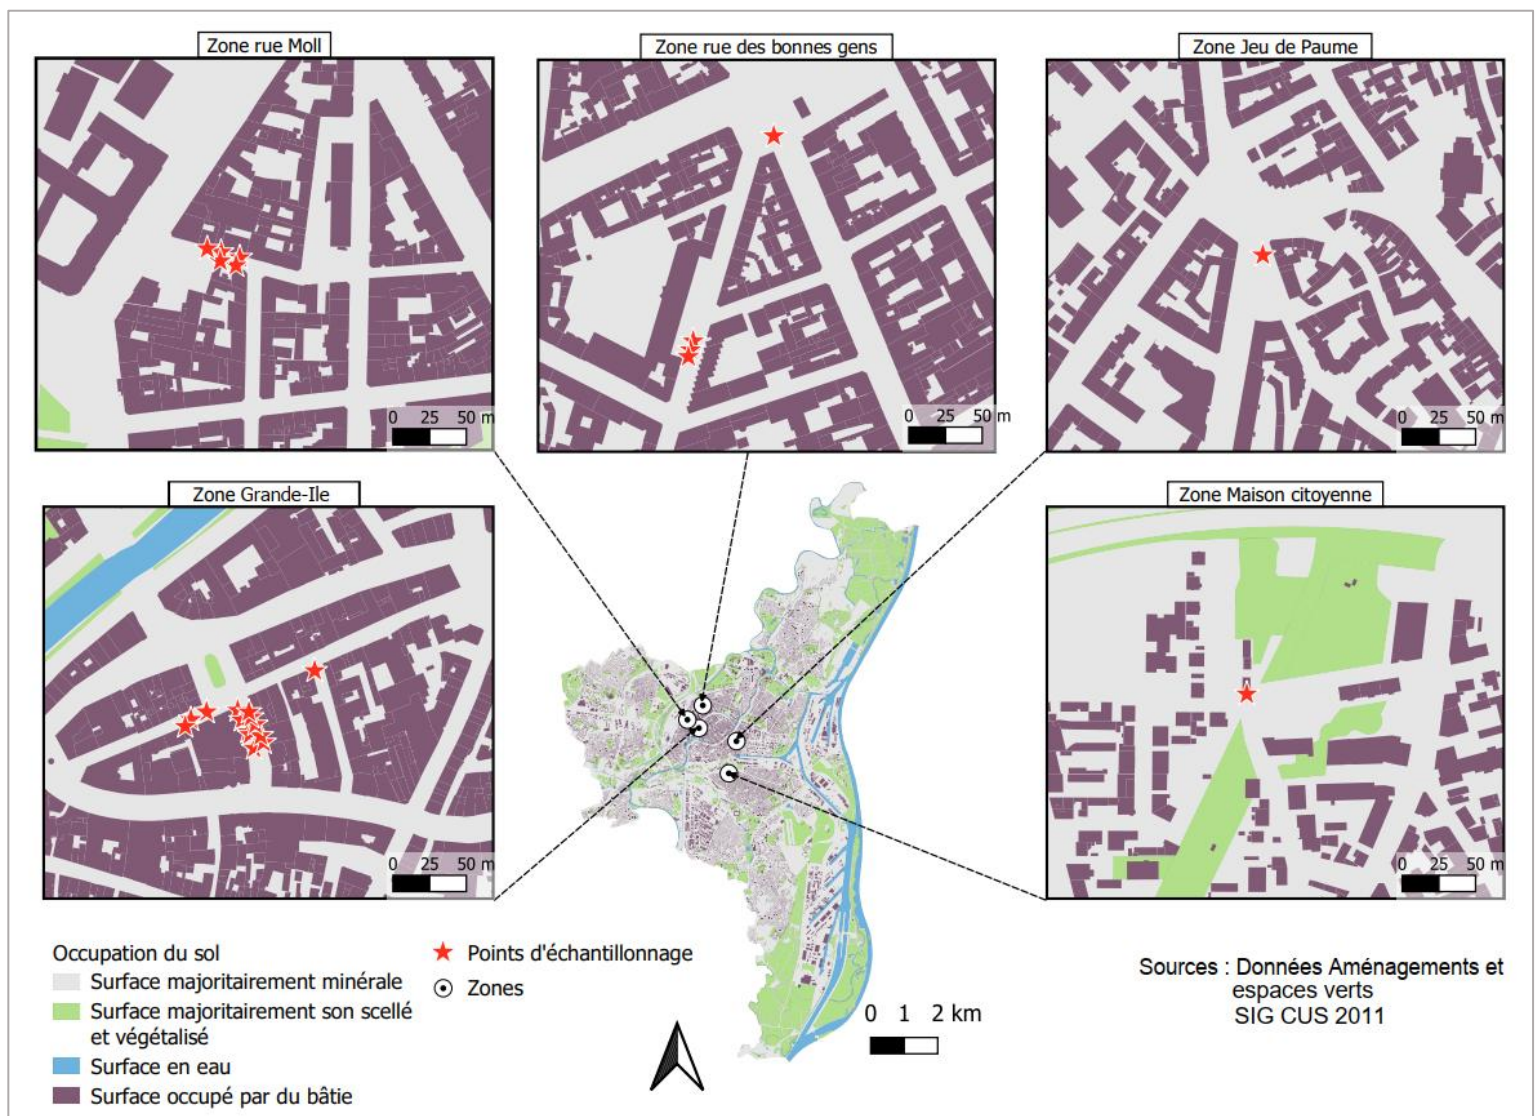 Zone rue Moll
Zone rue des bonnes gens
Zone Jeu de Paume
0 25 50 m
0 25 50 m
0 25 50 m
Zone Grande-Ile
Zone Maison citoyenne
0 25 50 m
0 25 50 m
Occupation du sol
Surface majoritairement minérale
Surface majoritairement son scellé
et végétalisé
Surface en eau
Surface occupé par du bâtie
Points d'échantillonnage
Zones
0 1 2 km
Sources : Données Aménagements et
espaces verts
SIG CUS 2011